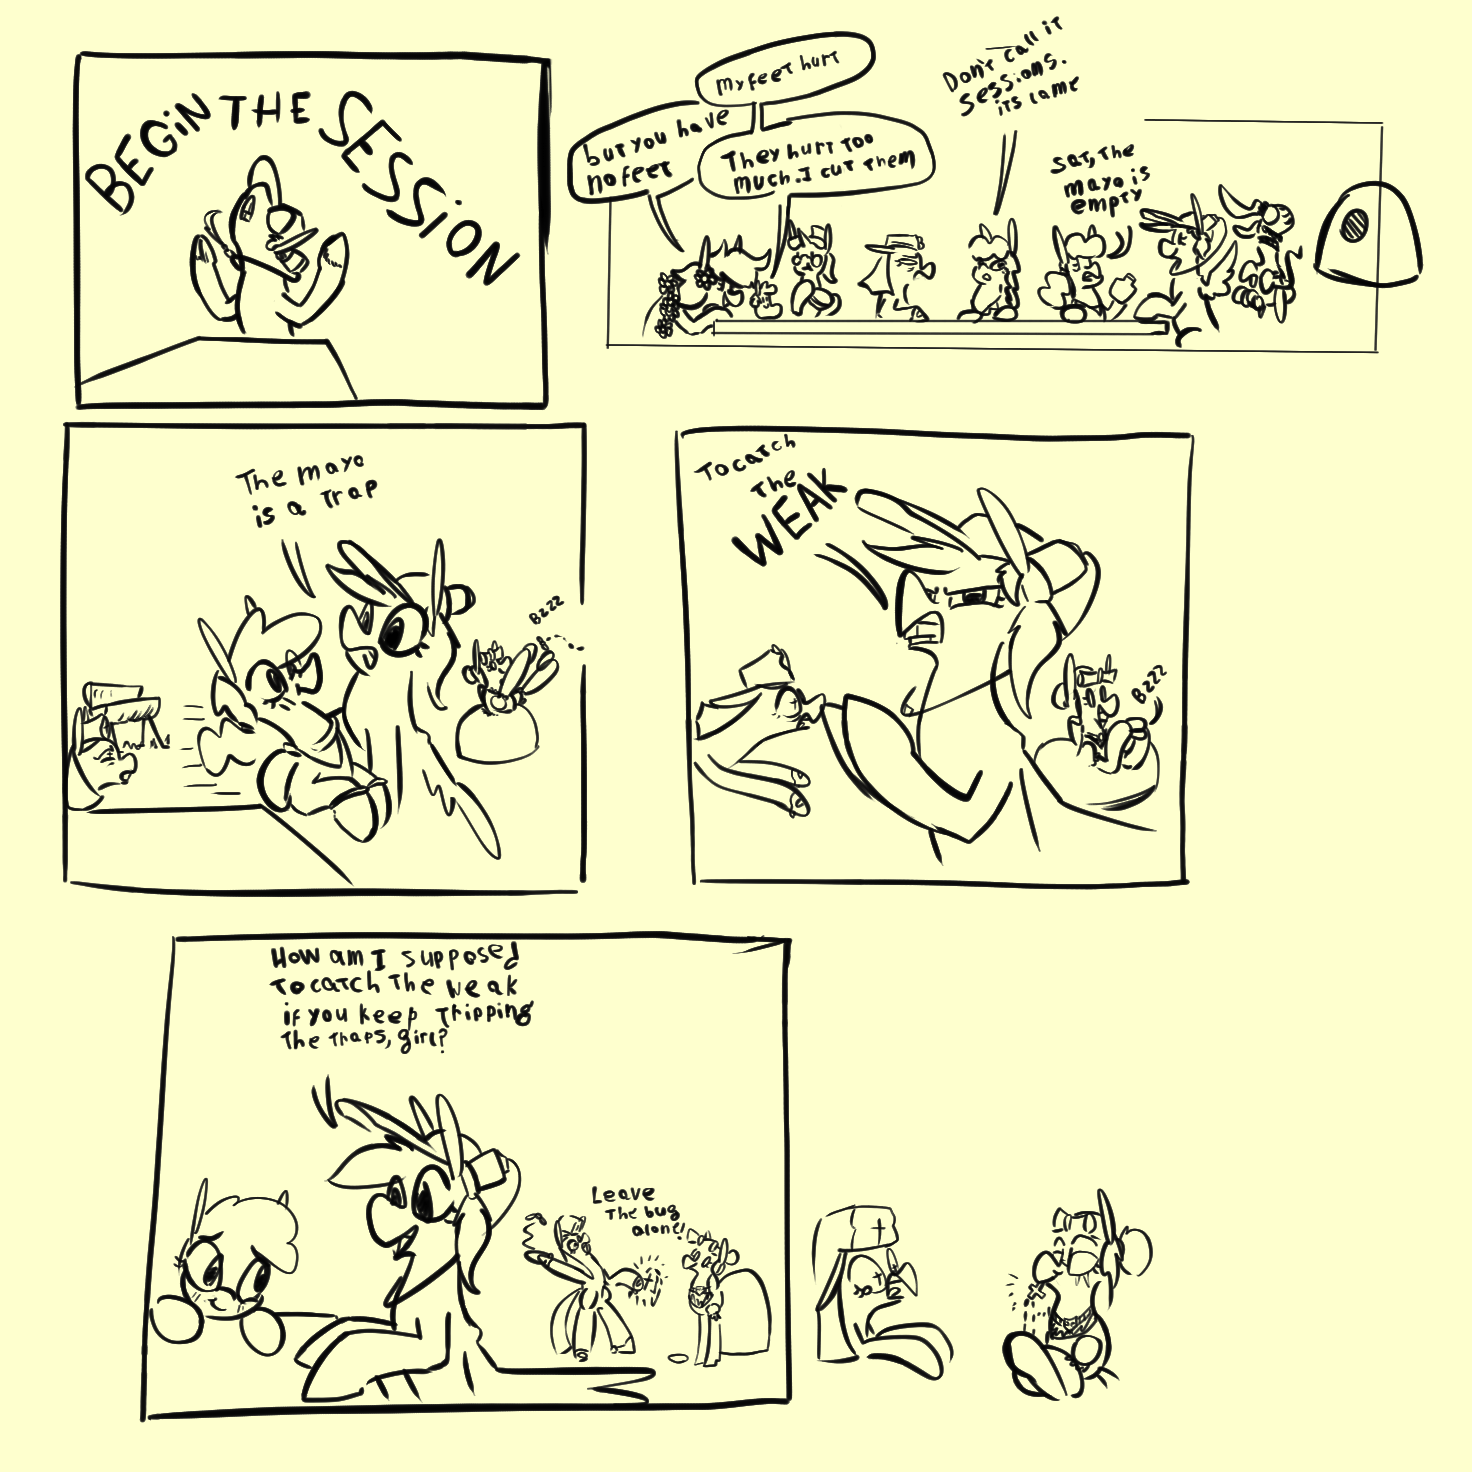 BEGIN THE SESSION
my feet hurt
but you have
no feet
They hurt too
much. I cut them
Don't call it
sessions.
its lame
Sat, the
mayo is
empty
The mayo
is a trap
Bzzz
To catch
the
WEAK
Bzzz
How am I supposed
to catch the weak
if you keep tripping
the traps, girl?
Leave
the bug
alone!